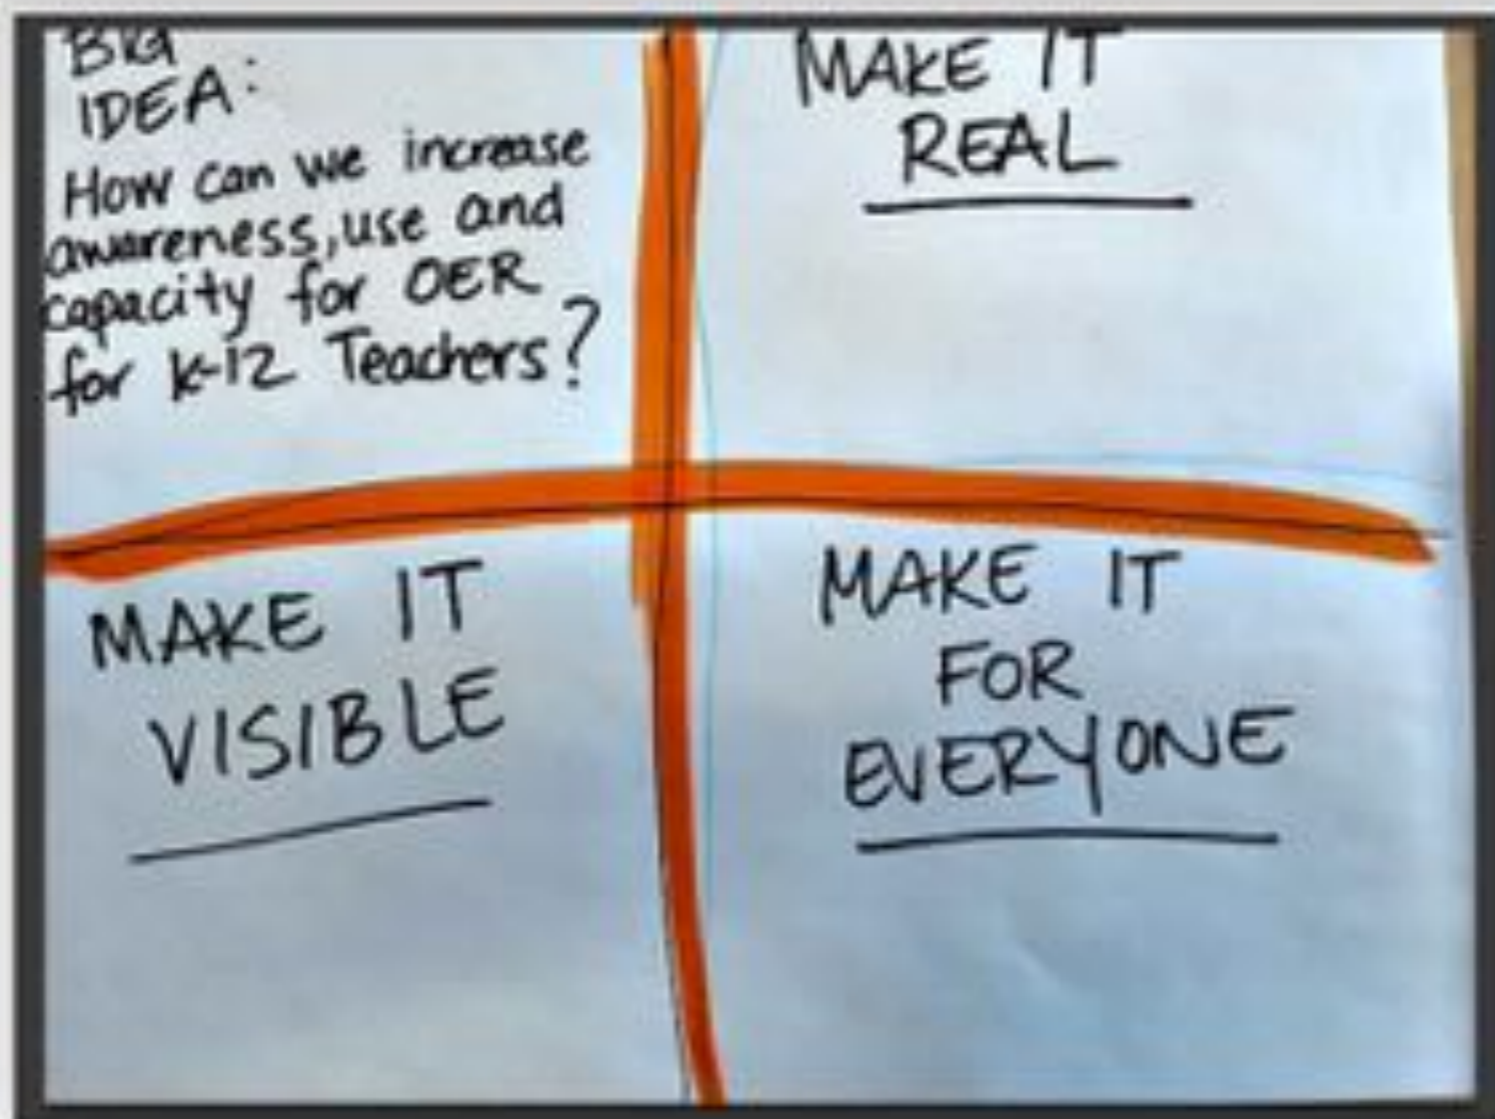 BIG
IDEA:
How can we increase
awareness, use and
capacity for OER
for K-12 Teachers?
MAKE IT
REAL
MAKE IT
VISIBLE
MAKE IT
FOR
EVERYONE